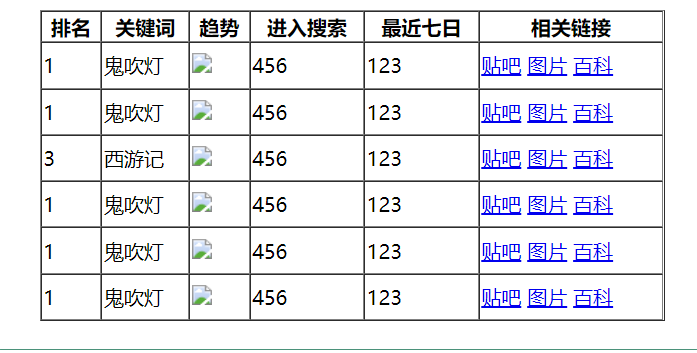 排名 关键词 趋势 进入搜索 最近七日 相关链接
1 鬼吹灯 456 123 贴吧 图片 百科
1 鬼吹灯 456 123 贴吧 图片 百科
3 西游记 456 123 贴吧 图片 百科
1 鬼吹灯 456 123 贴吧 图片 百科
1 鬼吹灯 456 123 贴吧 图片 百科
1 鬼吹灯 456 123 贴吧 图片 百科